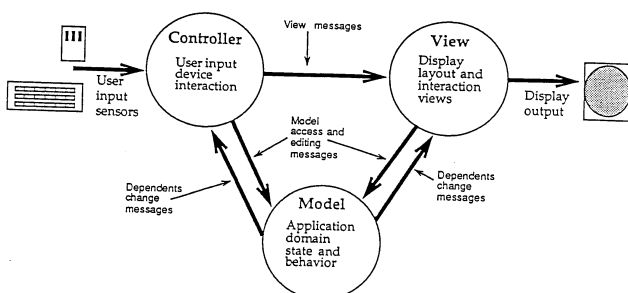 Controller
User input
device
interaction
View messages
View
Display
layout and
interaction
views
User
input
sensors
Display
output
Model
access and
editing
messages
Dependents
change
messages
Dependents
change
messages
Model
Application
domain
state and
behavior